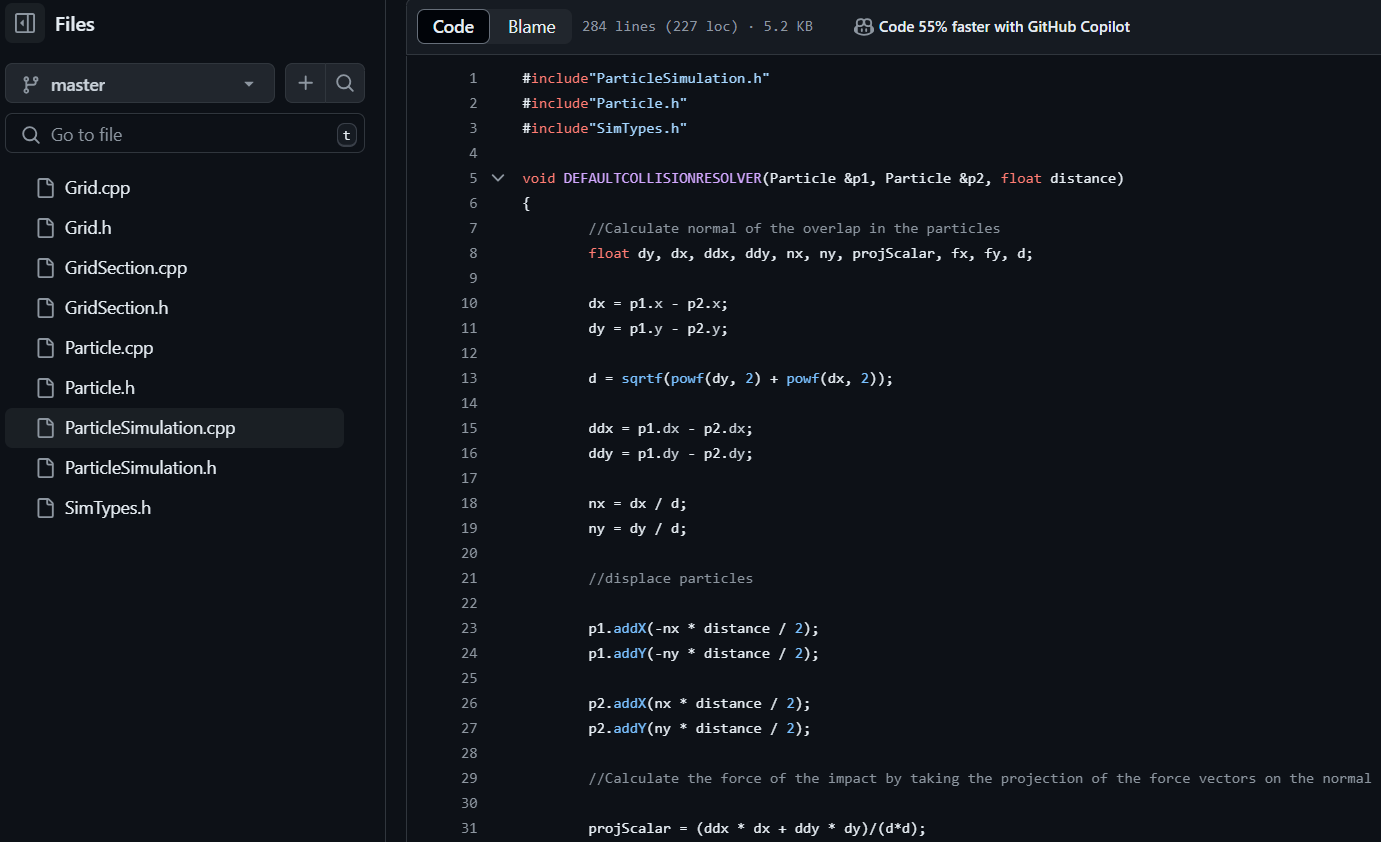 Files
master
Go to file
t
Grid.cpp
Grid.h
GridSection.cpp
GridSection.h
Particle.cpp
Particle.h
ParticleSimulation.cpp
ParticleSimulation.h
SimTypes.h
Code Blame 284 lines (227 loc) · 5.2 KB Code 55% faster with GitHub Copilot
1 #include"ParticleSimulation.h"
2 #include"Particle.h"
3 #include"SimTypes.h"
4
5 void DEFAULTCOLLISIONRESOLVER(Particle &p1, Particle &p2, float distance)
6 {
7 //Calculate normal of the overlap in the particles
8 float dy, dx, ddx, ddy, nx, ny, projScalar, fx, fy, d;
9
10 dx = p1.x - p2.x;
11 dy = p1.y - p2.y;
12
13 d = sqrtf(powf(dy, 2) + powf(dx, 2));
14
15 ddx = p1.dx - p2.dx;
16 ddy = p1.dy - p2.dy;
17
18 nx = dx / d;
19 ny = dy / d;
20
21 //displace particles
22
23 p1.addX(-nx * distance / 2);
24 p1.addY(-ny * distance / 2);
25
26 p2.addX(nx * distance / 2);
27 p2.addY(ny * distance / 2);
28
29 //Calculate the force of the impact by taking the projection of the force vectors on the normal
30
31 projScalar = (ddx * dx + ddy * dy)/(d*d);